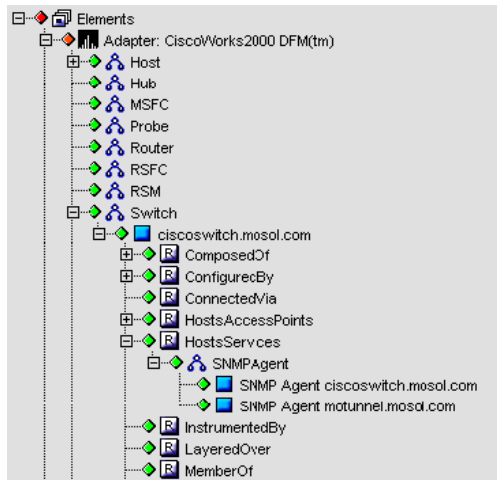 Elements
Adapter: CiscoWorks2000 DFM(tm)
Host
Hub
MSFC
Probe
Router
RSFC
RSM
Switch
ciscoswitch.mosol.com
R ComposedOf
R ConfigurecBy
R ConnectedVia
R HostsAccessPoints
R HostsServces
SNMPAgent
SNMP Agent ciscoswitch.mosol.com
SNMP Agent motunnel.mosol.com
R InstrumentedBy
R LayeredOver
R MemberOf